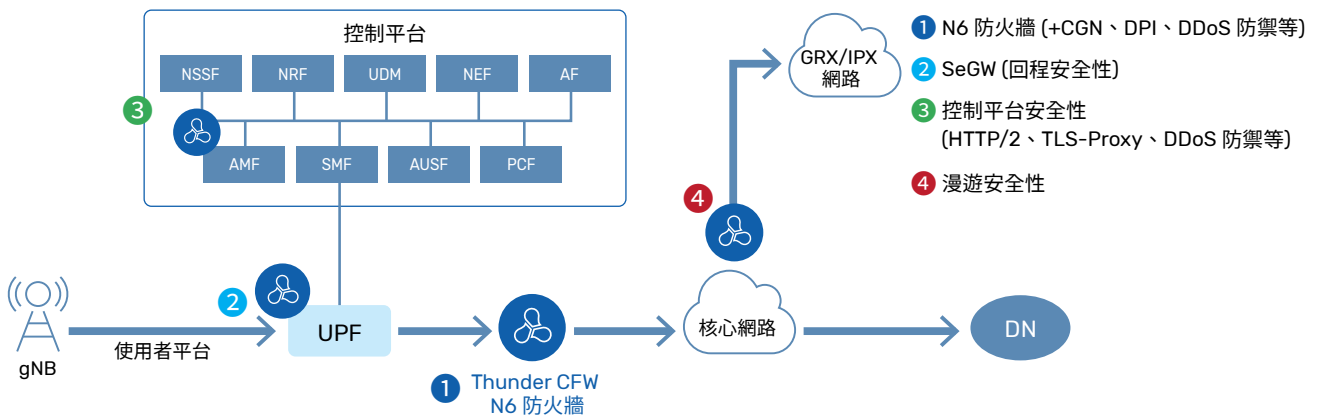 控制平台
NSSF
NRF
UDM
NEF
AF
3
AMF
SMF
AUSF
PCF
GRX/IPX
網路
1 N6 防火牆 (+CGN、DPI、DDoS 防禦等)
2 SeGW (回程安全性)
3 控制平台安全性
(HTTP/2、TLS-Proxy、DDoS 防禦等)
4 漫遊安全性
4
2
gNB
使用者平台
UPF
1 Thunder CFW
N6 防火牆
核心網路
DN